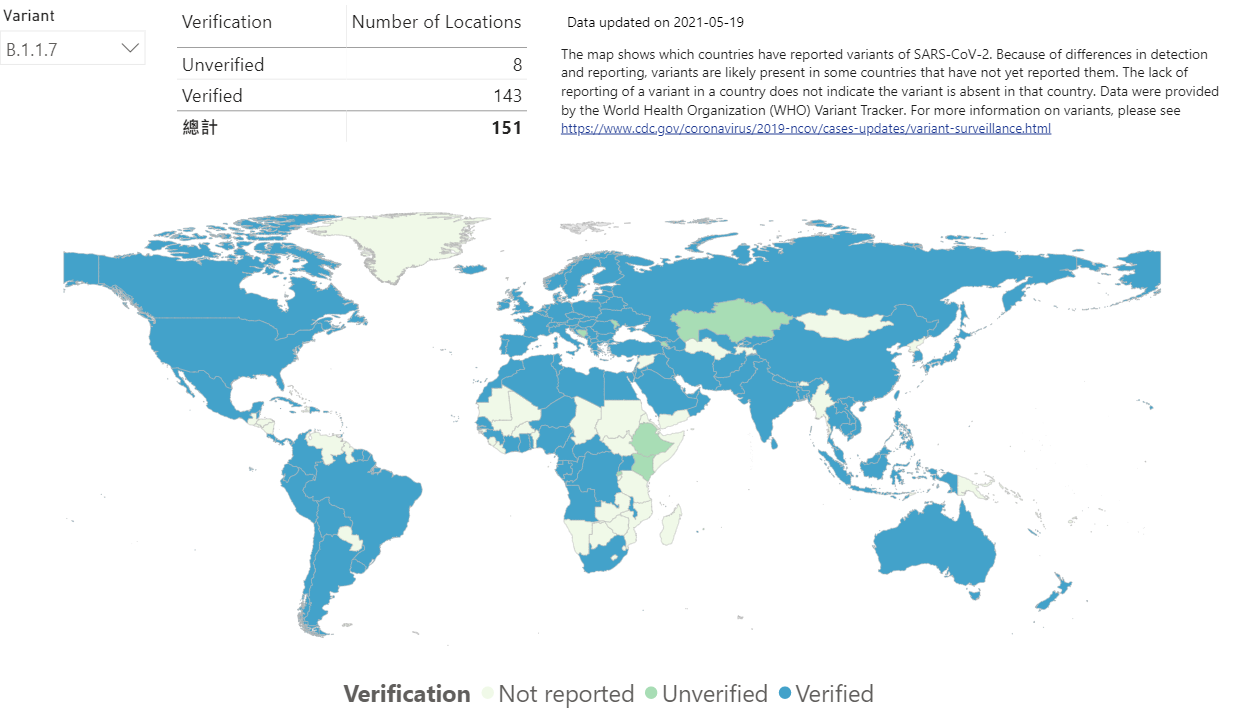 Variant
B.1.1.7
Verification Number of Locations
Unverified 8
Verified 143
總計 151
Data updated on 2021-05-19
The map shows which countries have reported variants of SARS-CoV-2. Because of differences in detection
and reporting, variants are likely present in some countries that have not yet reported them. The lack of
reporting of a variant in a country does not indicate the variant is absent in that country. Data were provided
by the World Health Organization (WHO) Variant Tracker. For more information on variants, please see
https://www.cdc.gov/coronavirus/2019-ncov/cases-updates/variant-surveillance.html
Verification Not reported Unverified Verified